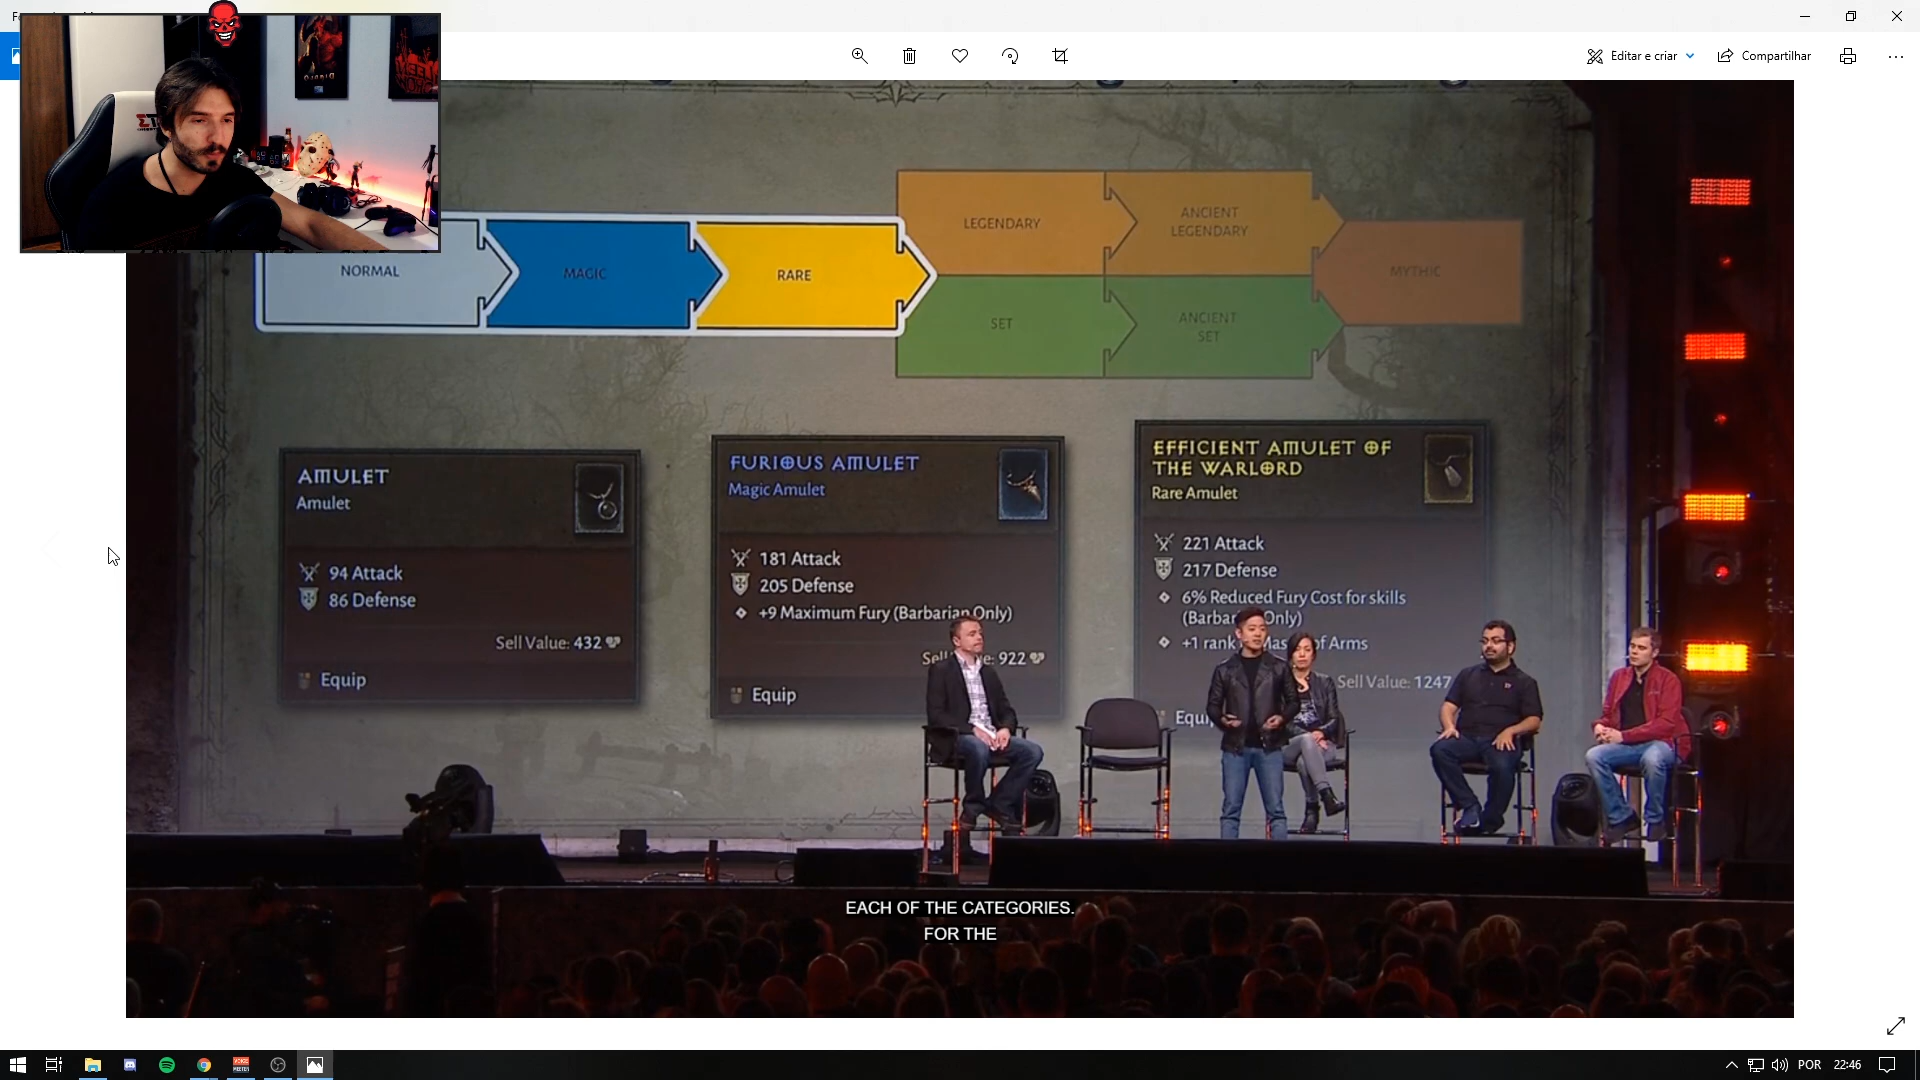 Editar e criar
Compartilhar
NORMAL
MAGIC
RARE
LEGENDARY
ANCIENT
LEGENDARY
SET
ANCIENT
SET
MYTHIC
AMULET
Amulet
94 Attack
86 Defense
Sell Value: 432
Equip
FURIOUS AMULET
Magic Amulet
181 Attack
205 Defense
+9 Maximum Fury (Barbarian Only)
922
Equip
EFFICIENT AMULET OF
THE WARLORD
Rare Amulet
221 Attack
217 Defense
6% Reduced Fury Cost for skills
Only)
+1 rank of Arms
Sell Value: 1247
EACH OF THE CATEGORIES.
FOR THE
POR
22:46